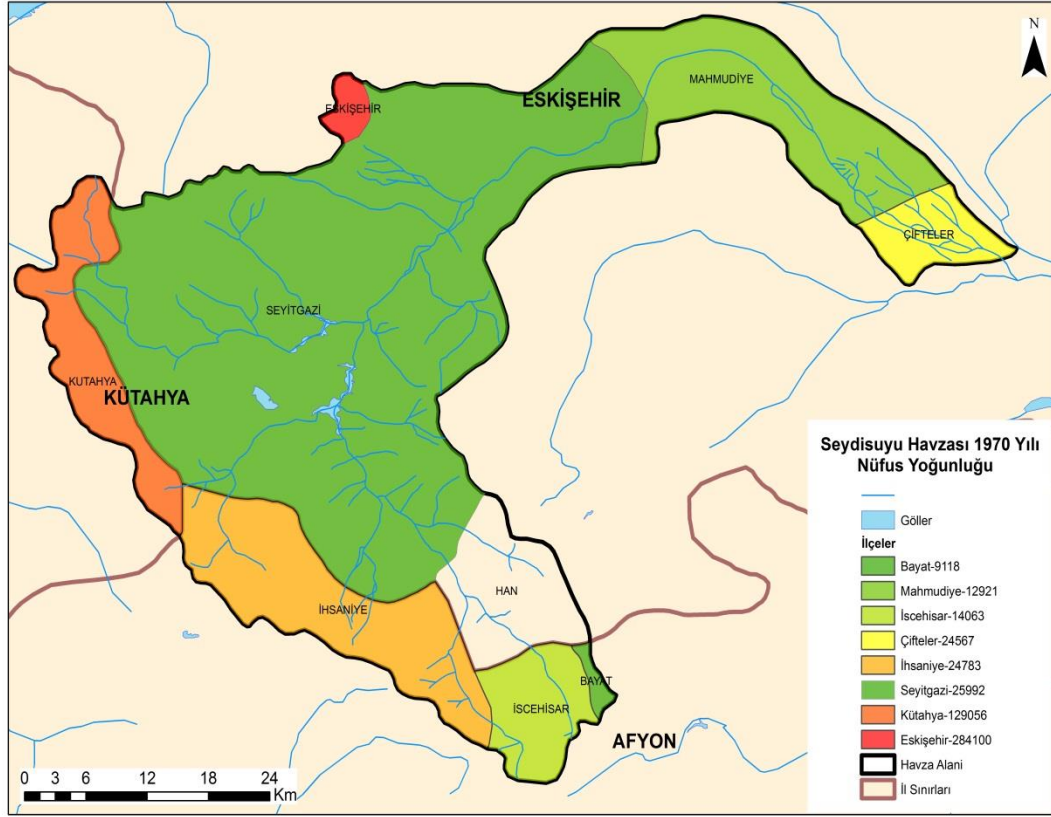 N
MAHMUDİYE
ESKİŞEHİR
ESKİŞEHİR
ÇİFTELER
SEYİTGAZİ
KUTAHYA
KÜTAHYA
HAN
İHSANİYE
BAYAT
İSCEHİSAR
AFYON
0 3 6 12 18 24
Km
Seydisuyu Havzası 1970 Yılı
Nüfus Yoğunluğu
Göller
İlçeler
Bayat-9118
Mahmudiye-12921
İscehisar-14063
Çifteler-24567
İhsaniye-24783
Seyitgazi-25992
Kütahya-129056
Eskişehir-284100
Havza Alani
İl Sınırları